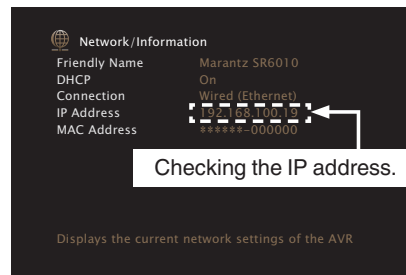 Network/Information
Friendly Name Marantz SR6010
DHCP On
Connection Wired (Ethernet)
IP Address 192.168.100.19
MAC Address ******-000000
Checking the IP address.
Displays the current network settings of the AVR